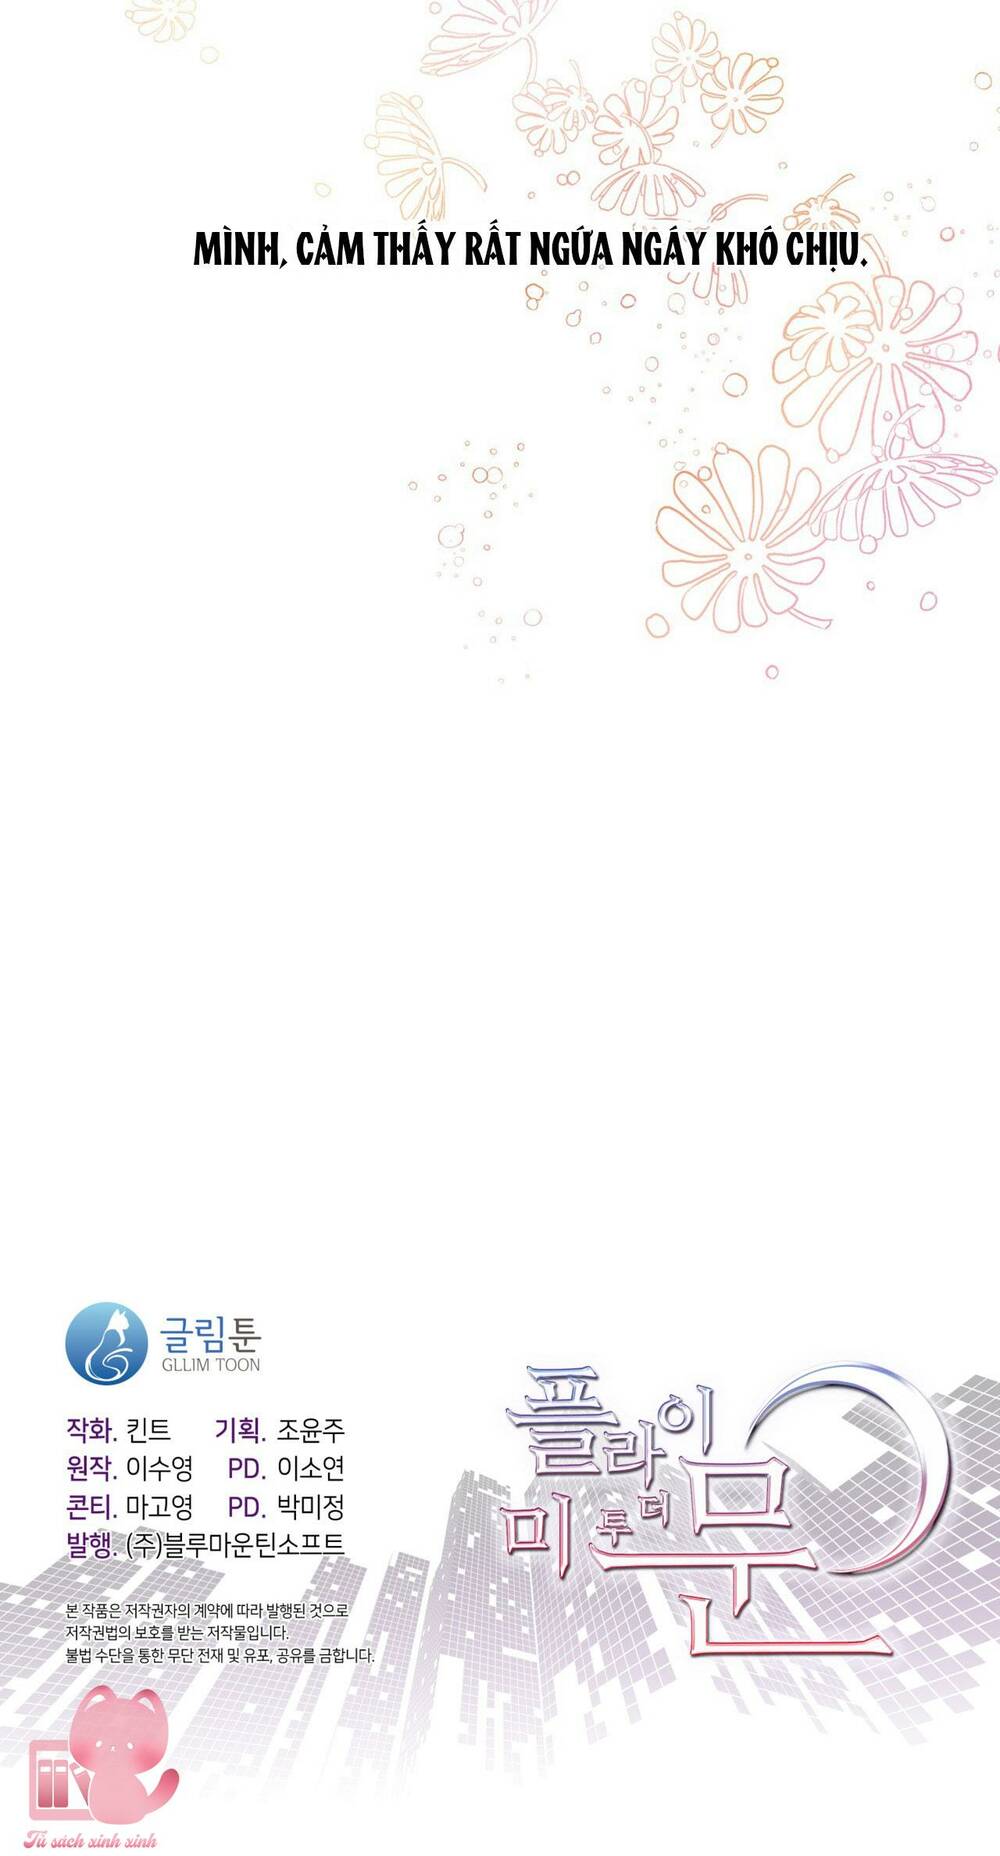 MÌNH, CẢM THẤY RẤT NGỨA NGÁY KHÓ CHỊU.
글림툰
GLLIM TOON
작화. 킨트 기획. 조윤주
원작. 이수영 PD. 이소연
콘티. 마고영 PD. 박미정
발행. (주)블루마운틴소프트
본 작품은 저작권자의 계약에 따라 발행된 것으로
저작권법의 보호를 받는 저작물입니다.
불법 수단을 통한 무단 전재 및 유포, 공유를 금합니다.
플라이
미 투 더 문
Tủ sách xinh xinh